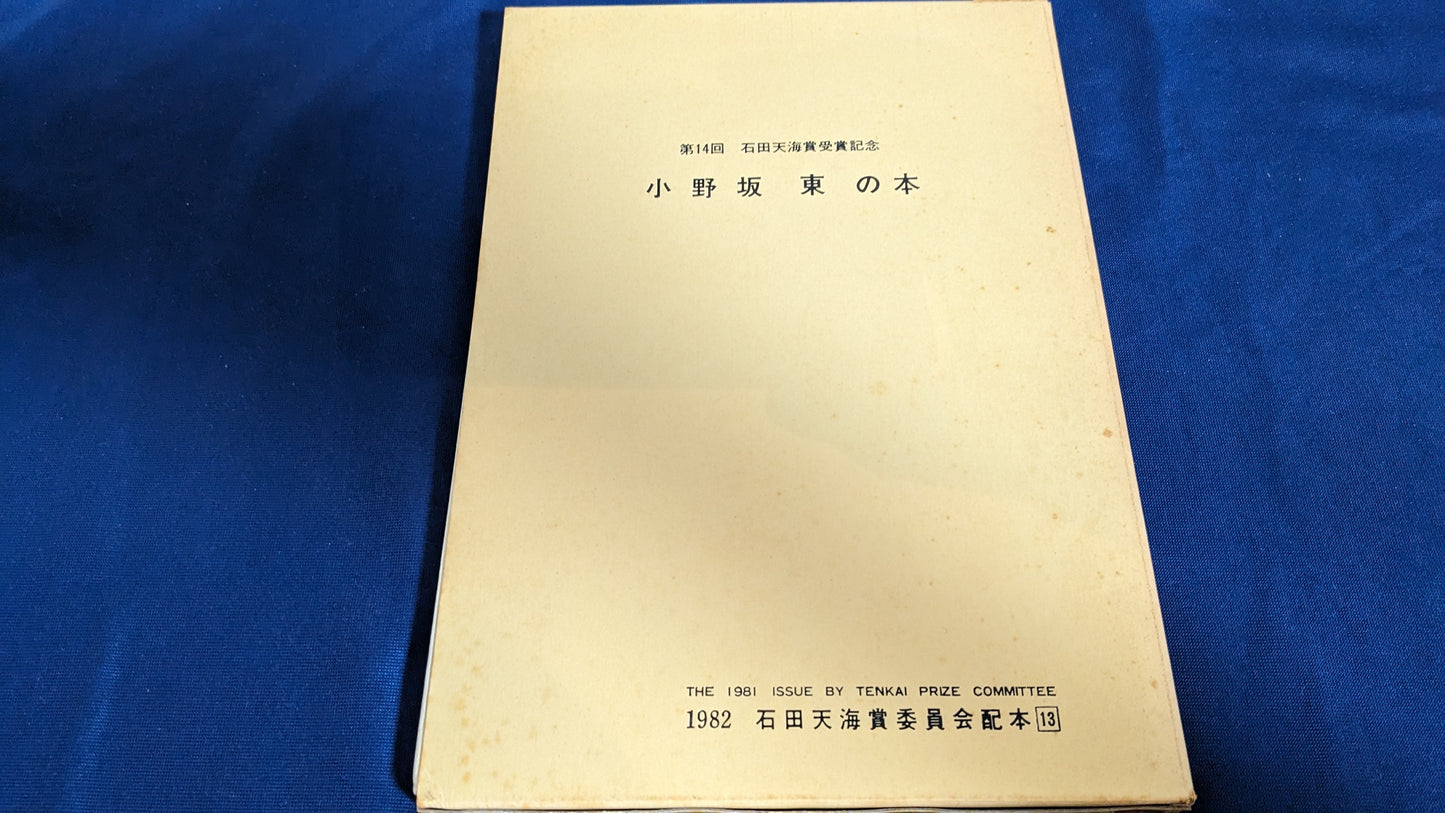 第14回 石田天海賞受賞記念
小野坂 東 の本
THE 1981 ISSUE BY TENKAI PRIZE COMMITTEE
1982 石田天海賞委員会配本 13